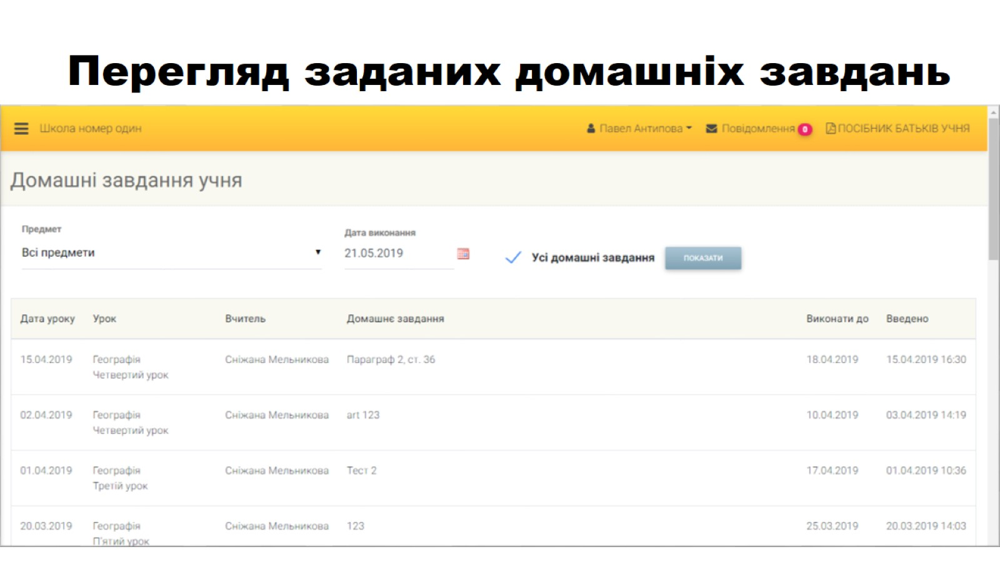 Перегляд заданих домашніх завдань
Школа номер один Павел Антипова Повідомлення 0 ПОСІБНИК БАТЬКІВ УЧНЯ
Домашні завдання учня
Предмет Дата виконання
Всі предмети 21.05.2019 Усі домашні завдання ПОКАЗАТИ
Дата уроку Урок Вчитель Домашнє завдання Виконати до Введено
15.04.2019 Географія Сніжана Мельникова Параграф 2, ст. 36 18.04.2019 15.04.2019 16:30
Четвертий урок
02.04.2019 Географія Сніжана Мельникова art 123 10.04.2019 03.04.2019 14:19
Четвертий урок
01.04.2019 Географія Сніжана Мельникова Тест 2 17.04.2019 01.04.2019 10:36
Третій урок
20.03.2019 Географія Сніжана Мельникова 123 25.03.2019 20.03.2019 14:03
П'ятий урок